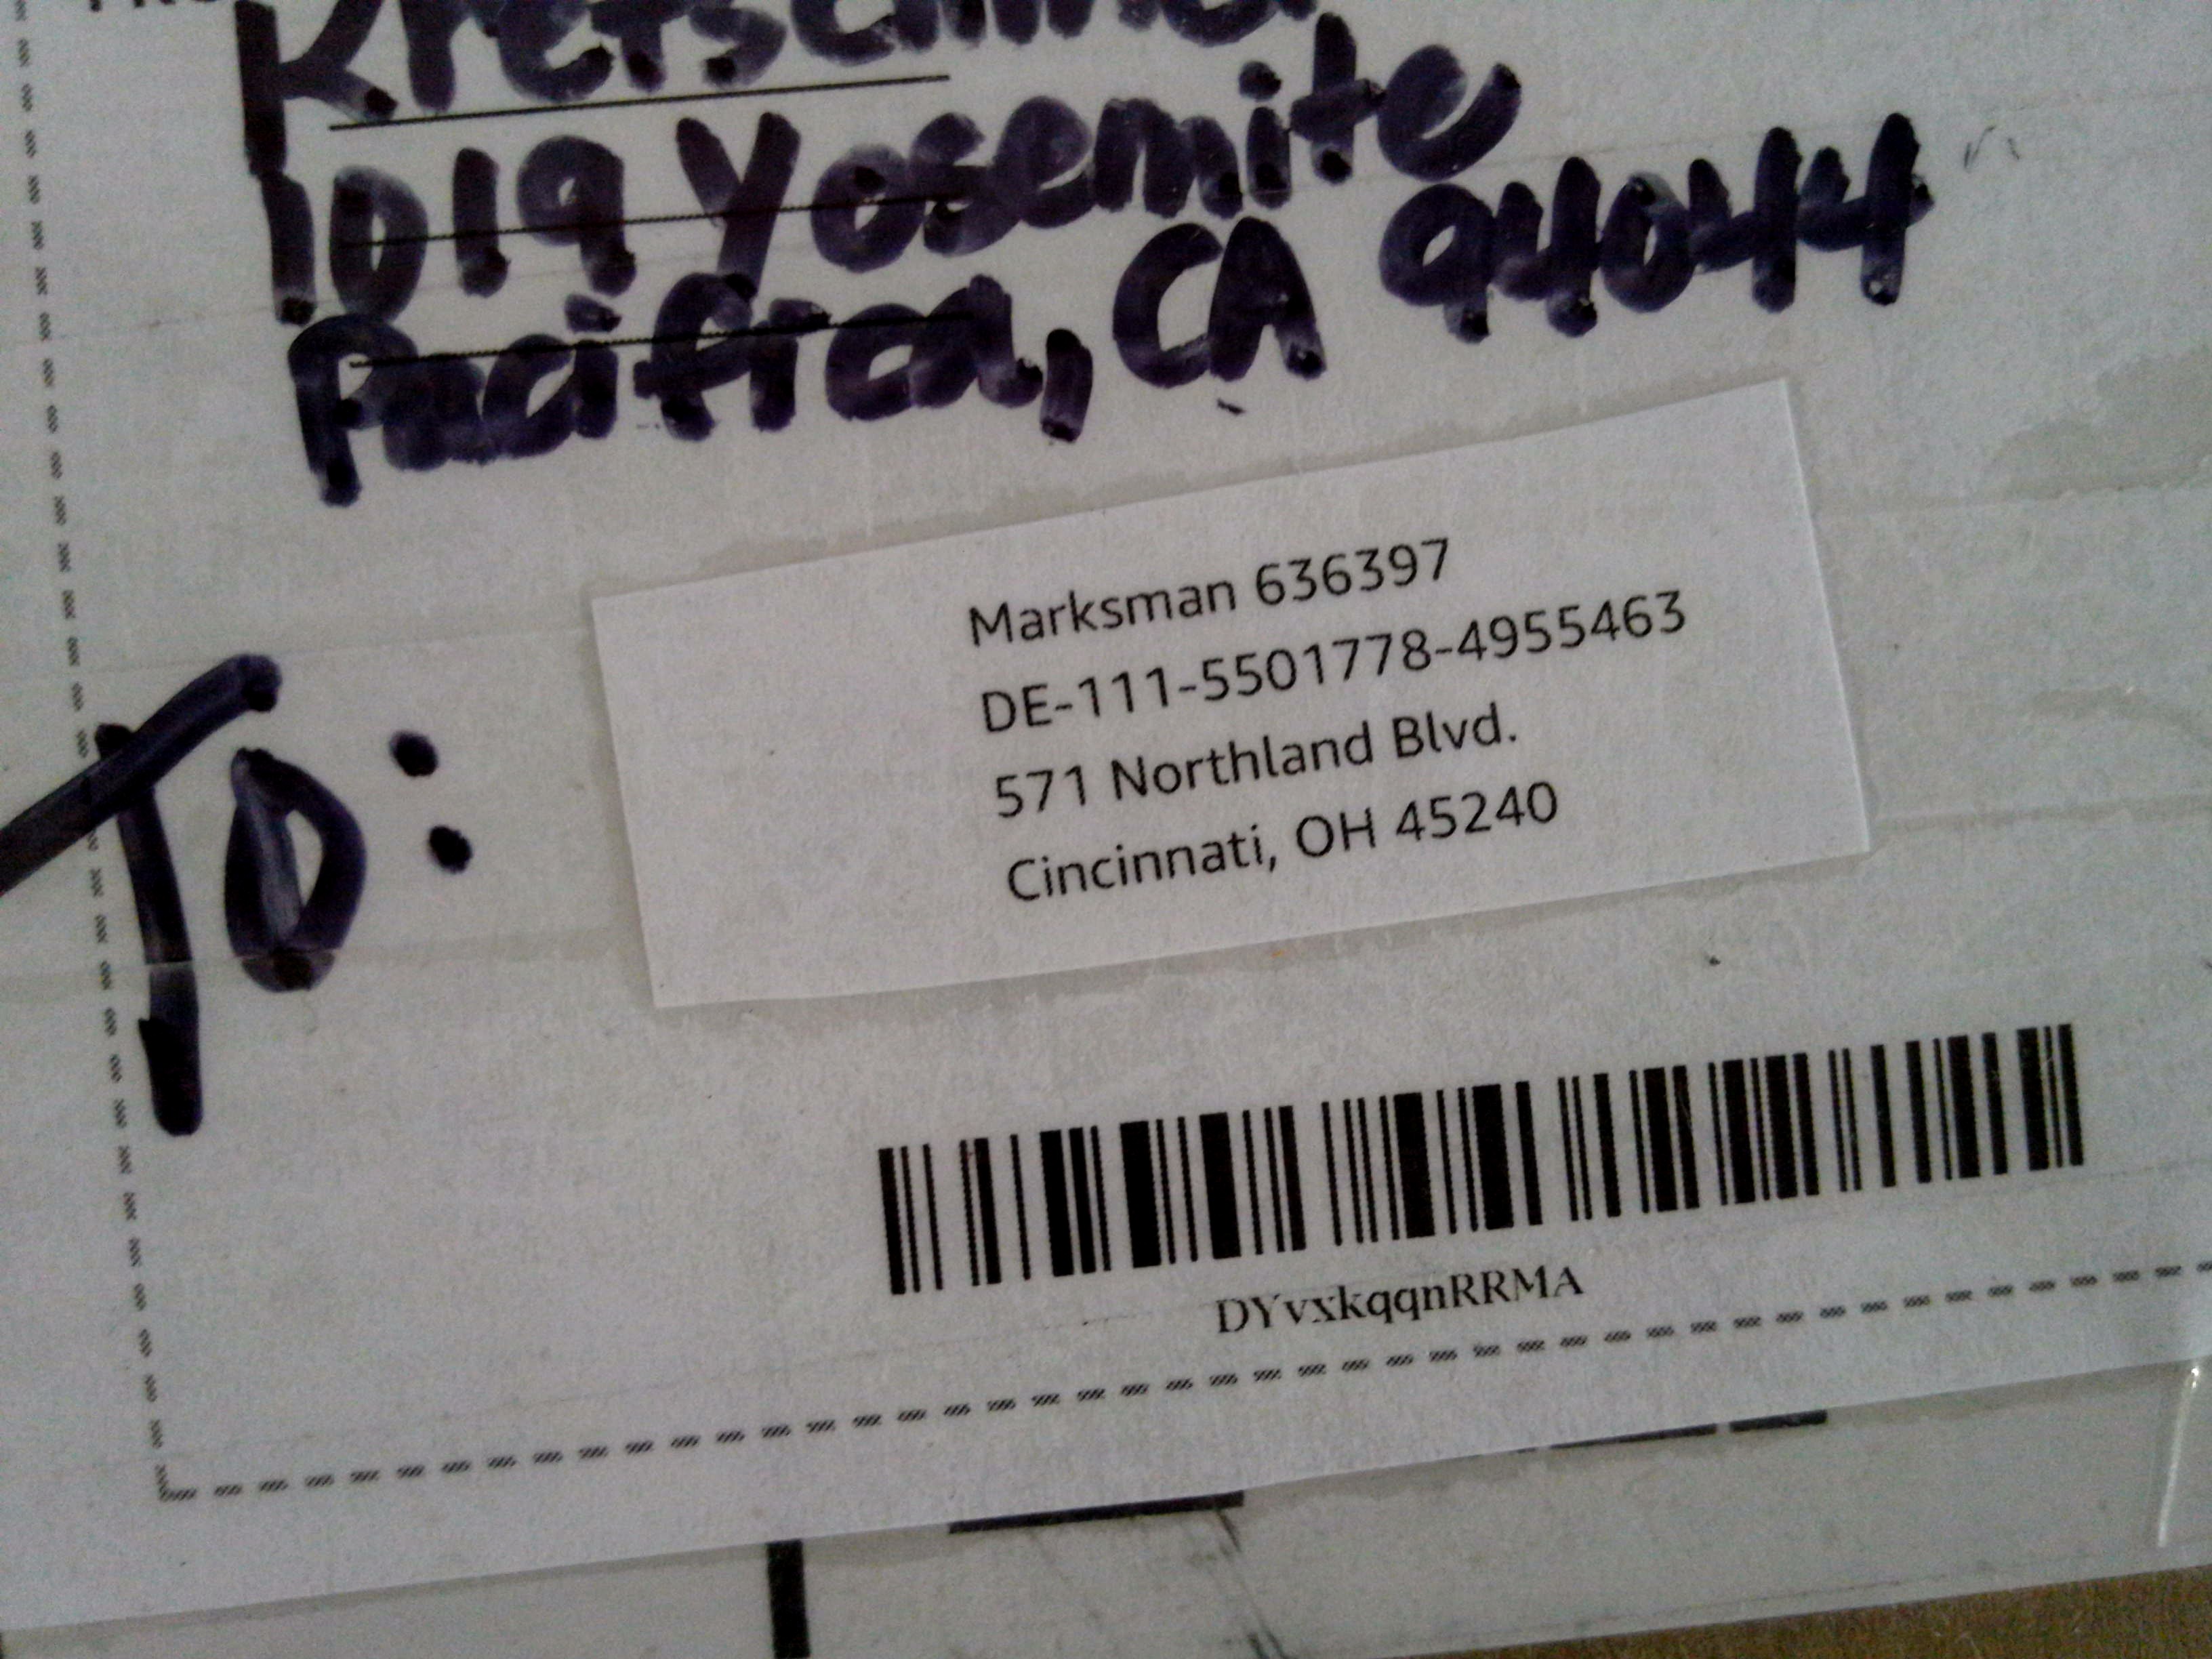 Kretschmer
1019 Yosemite
Pacifica, CA 94044
TO:
Marksman 636397
DE-111-5501778-4955463
571 Northland Blvd.
Cincinnati, OH 45240
DYvxkqqnRRMA